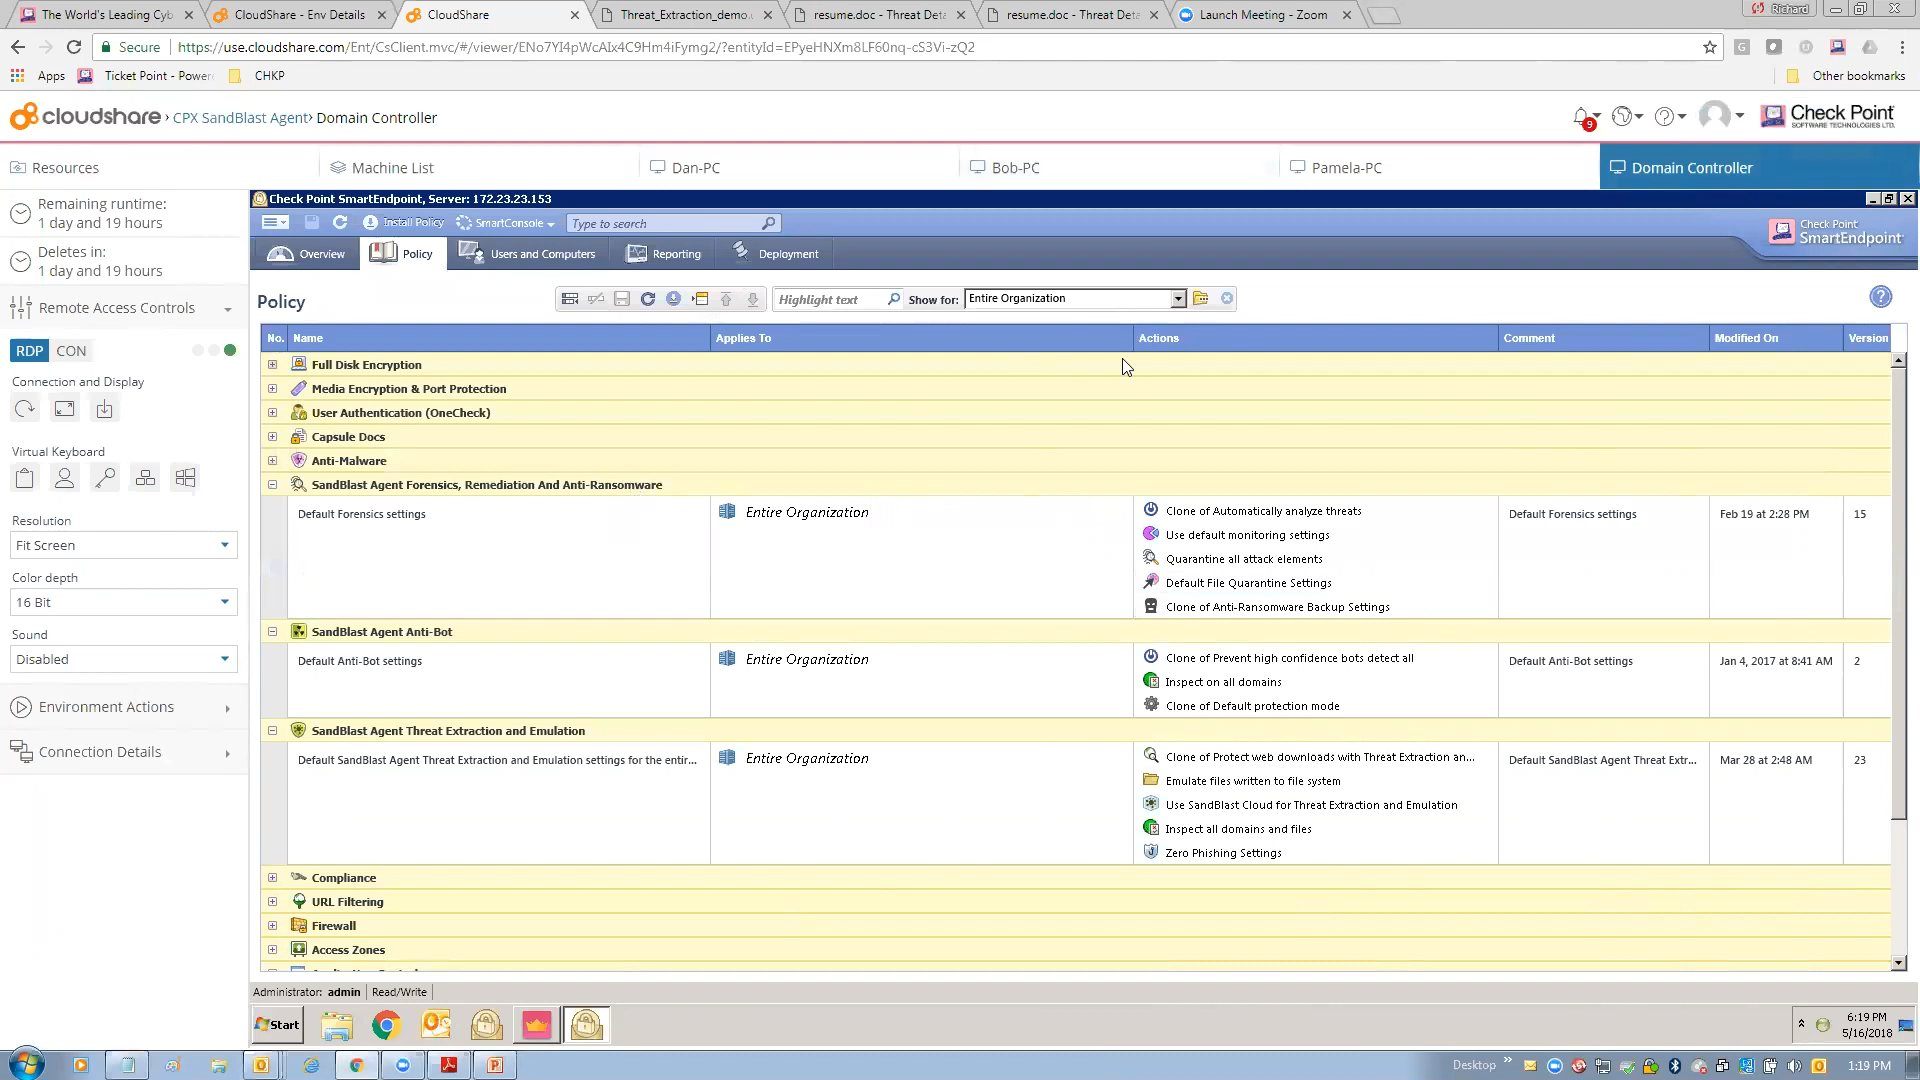 The World's Leading Cyb
CloudShare - Env Details
CloudShare
Threat_Extraction_demo.
resume.doc - Threat Deta
resume.doc - Threat Deta
Launch Meeting - Zoom
Richard
Secure
https://use.cloudshare.com/Ent/CsClient.mvc/#/viewer/ENo7YI4pWcAIx4C9Hm4iFymg2/?entityId=EPyeHNXm8LF60nq-cS3Vi-zQ2
Apps
Ticket Point - Power
CHKP
Other bookmarks
cloudshare › CPX SandBlast Agent › Domain Controller
9
Check Point
SOFTWARE TECHNOLOGIES LTD.
Resources
Machine List
Dan-PC
Bob-PC
Pamela-PC
Domain Controller
Remaining runtime:
1 day and 19 hours
Deletes in:
1 day and 19 hours
Remote Access Controls
RDP CON
Connection and Display
Virtual Keyboard
Resolution
Fit Screen
Color depth
16 Bit
Sound
Disabled
Environment Actions
Connection Details
Check Point SmartEndpoint, Server: 172.23.23.153
Install Policy
SmartConsole
Type to search
Check Point
SmartEndpoint
Overview
Policy
Users and Computers
Reporting
Deployment
Policy
Highlight text
Show for:
Entire Organization
No. Name Applies To Actions Comment Modified On Version
Full Disk Encryption
Media Encryption & Port Protection
User Authentication (OneCheck)
Capsule Docs
Anti-Malware
SandBlast Agent Forensics, Remediation And Anti-Ransomware
Default Forensics settings
Entire Organization
Clone of Automatically analyze threats
Use default monitoring settings
Quarantine all attack elements
Default File Quarantine Settings
Clone of Anti-Ransomware Backup Settings
Default Forensics settings
Feb 19 at 2:28 PM
15
SandBlast Agent Anti-Bot
Default Anti-Bot settings
Entire Organization
Clone of Prevent high confidence bots detect all
Inspect on all domains
Clone of Default protection mode
Default Anti-Bot settings
Jan 4, 2017 at 8:41 AM
2
SandBlast Agent Threat Extraction and Emulation
Default SandBlast Agent Threat Extraction and Emulation settings for the entir...
Entire Organization
Clone of Protect web downloads with Threat Extraction an...
Emulate files written to file system
Use SandBlast Cloud for Threat Extraction and Emulation
Inspect all domains and files
Zero Phishing Settings
Default SandBlast Agent Threat Extr...
Mar 28 at 2:48 AM
23
Compliance
URL Filtering
Firewall
Access Zones
Administrator: admin
Read/Write
Start
6:19 PM
5/16/2018
Desktop
1:19 PM